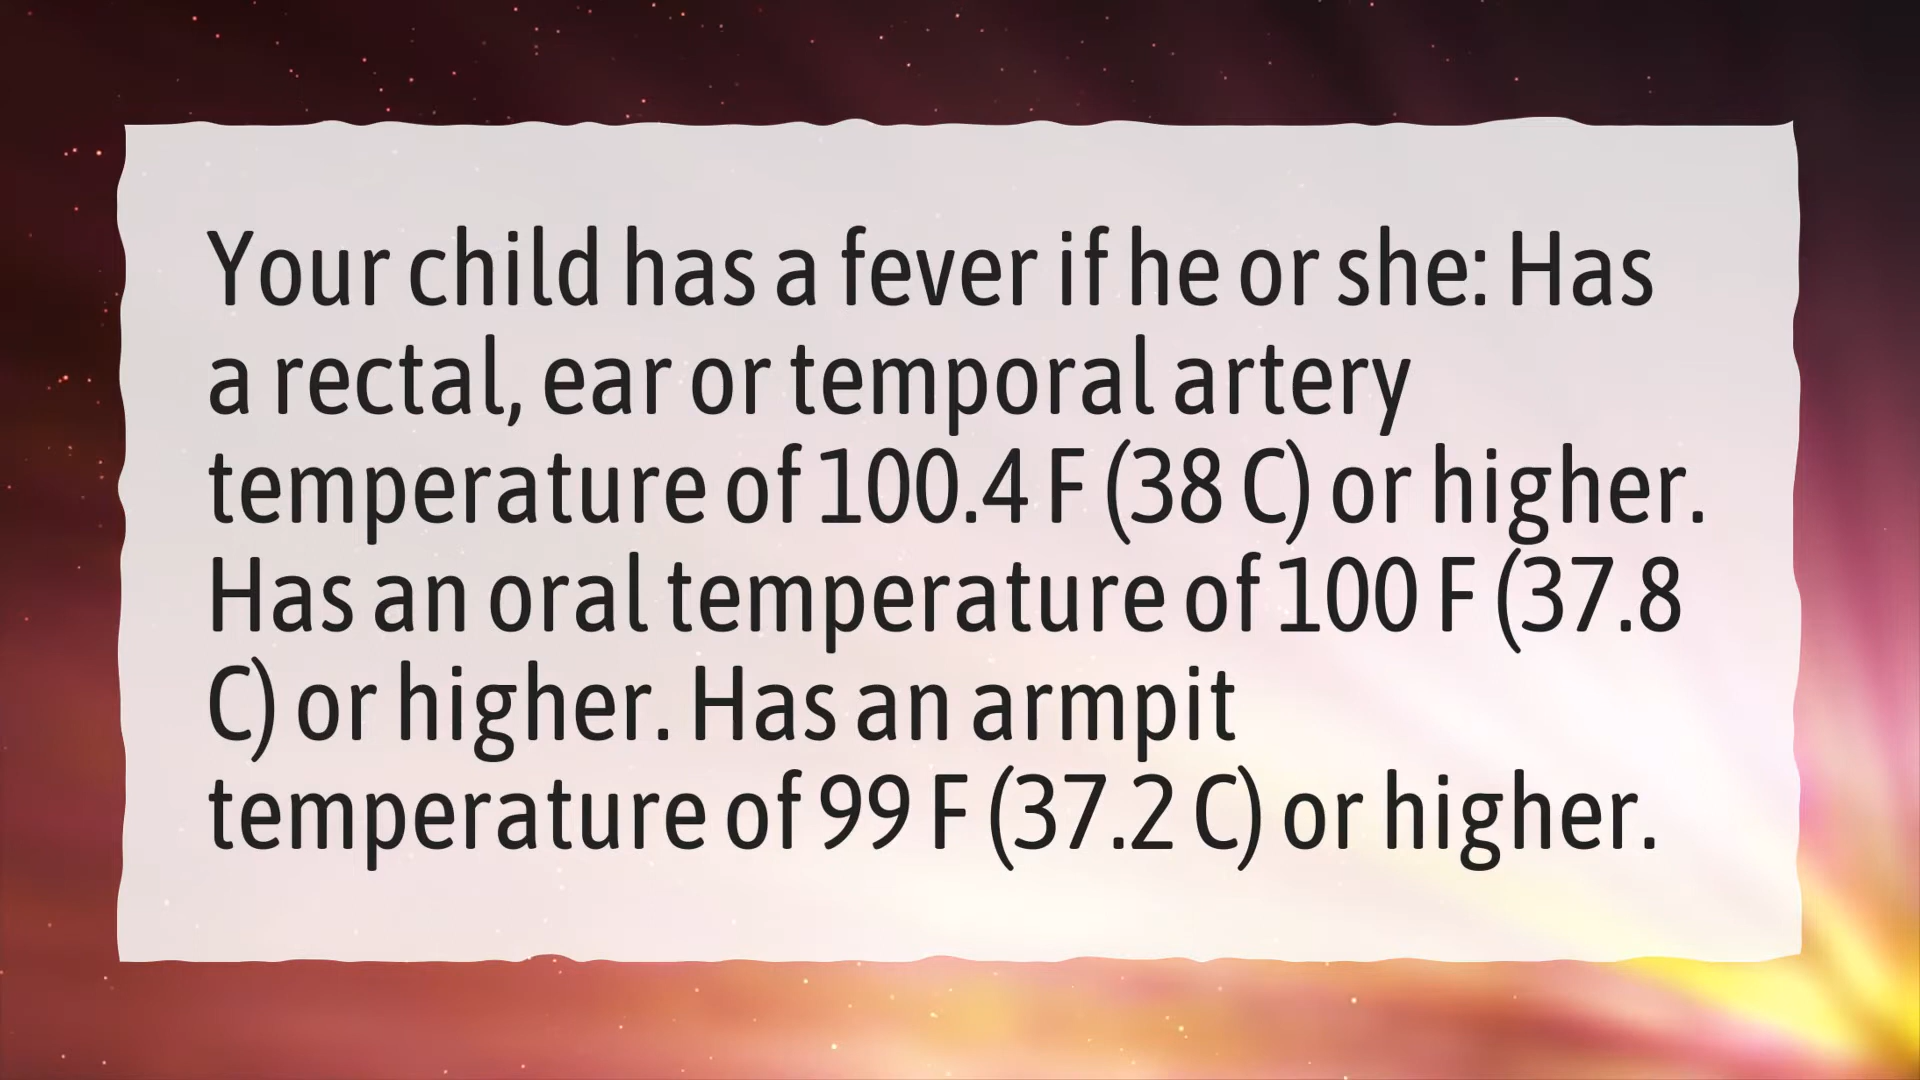 Your child has a fever if he or she: Has
a rectal, ear or temporal artery
temperature of 100.4 F (38 C) or higher.
Has an oral temperature of 100 F (37.8
C) or higher. Has an armpit
temperature of 99 F (37.2 C) or higher.